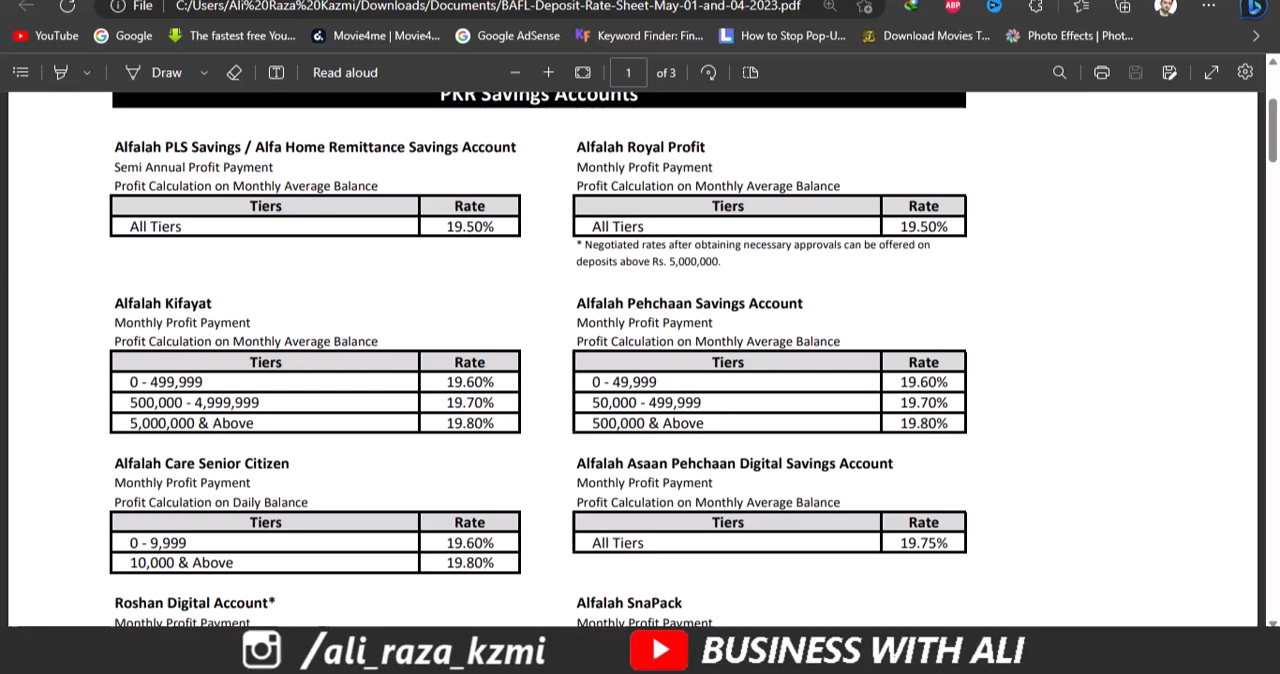 File
C:/Users/Ali%20Raza%20Kazmi/Downloads/Documents/BAFL-Deposit-Rate-Sheet-May-01-and-04-2023.pdf
ABP
YouTube
Google
The fastest free You...
Movie4me | Movie4...
Google AdSense
KF
Keyword Finder: Fin...
How to Stop Pop-U...
Download Movies T...
Photo Effects | Phot...
Draw
Read aloud
1
of 3
PKR Savings Accounts
Alfalah PLS Savings / Alfa Home Remittance Savings Account
Semi Annual Profit Payment
Profit Calculation on Monthly Average Balance
Tiers Rate
All Tiers 19.50%
Alfalah Royal Profit
Monthly Profit Payment
Profit Calculation on Monthly Average Balance
Tiers Rate
All Tiers 19.50%
* Negotiated rates after obtaining necessary approvals can be offered on
deposits above Rs. 5,000,000.
Alfalah Kifayat
Monthly Profit Payment
Profit Calculation on Monthly Average Balance
Tiers Rate
0 - 499,999 19.60%
500,000 - 4,999,999 19.70%
5,000,000 & Above 19.80%
Alfalah Pehchaan Savings Account
Monthly Profit Payment
Profit Calculation on Monthly Average Balance
Tiers Rate
0 - 49,999 19.60%
50,000 - 499,999 19.70%
500,000 & Above 19.80%
Alfalah Care Senior Citizen
Monthly Profit Payment
Profit Calculation on Daily Balance
Tiers Rate
0 - 9,999 19.60%
10,000 & Above 19.80%
Alfalah Asaan Pehchaan Digital Savings Account
Monthly Profit Payment
Profit Calculation on Monthly Average Balance
Tiers Rate
All Tiers 19.75%
Roshan Digital Account*
Monthly Profit Payment
Alfalah SnaPack
Monthly Profit Payment
/ali_raza_kzmi
BUSINESS WITH ALI